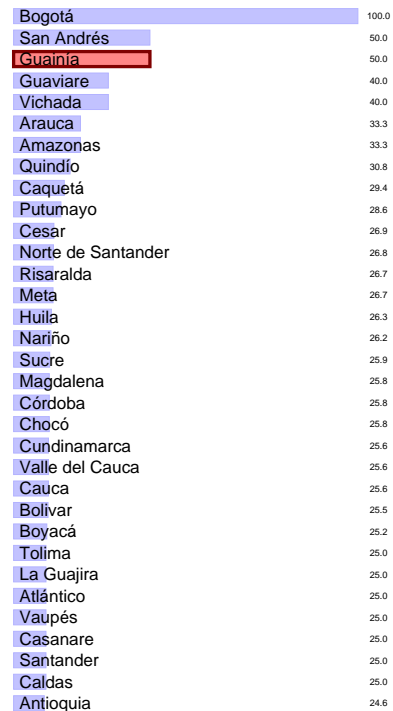 Bogotá 100.0
San Andrés 50.0
Guainía 50.0
Guaviare 40.0
Vichada 40.0
Arauca 33.3
Amazonas 33.3
Quindío 30.8
Caquetá 29.4
Putumayo 28.6
Cesar 26.9
Norte de Santander 26.8
Risaralda 26.7
Meta 26.7
Huila 26.3
Nariño 26.2
Sucre 25.9
Magdalena 25.8
Córdoba 25.8
Chocó 25.8
Cundinamarca 25.6
Valle del Cauca 25.6
Cauca 25.6
Bolivar 25.5
Boyacá 25.2
Tolima 25.0
La Guajira 25.0
Atlántico 25.0
Vaupés 25.0
Casanare 25.0
Santander 25.0
Caldas 25.0
Antioquia 24.6